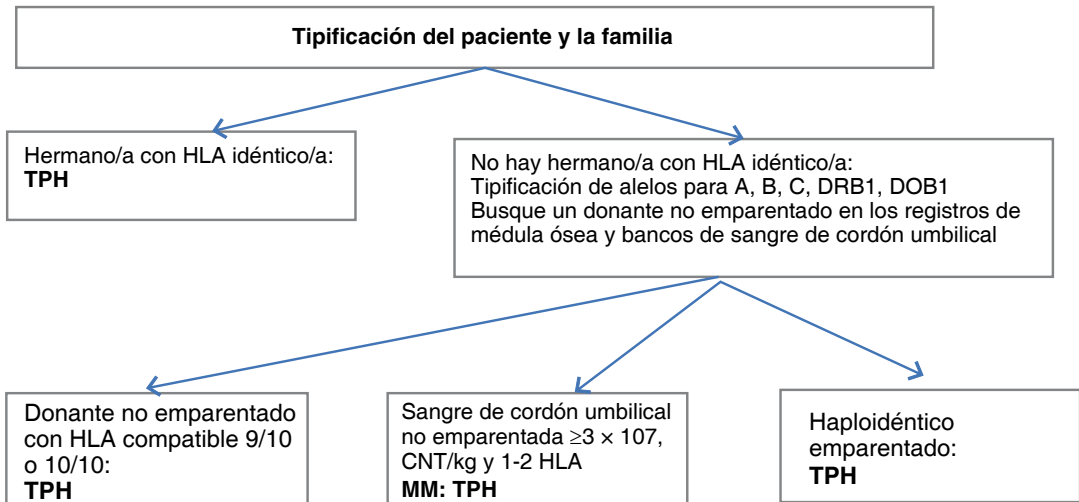 Tipificación del paciente y la familia
Hermano/a con HLA idéntico/a:
TPH
No hay hermano/a con HLA idéntico/a:
Tipificación de alelos para A, B, C, DRB1, DOB1
Busque un donante no emparentado en los registros de
médula ósea y bancos de sangre de cordón umbilical
Donante no emparentado
con HLA compatible 9/10
o 10/10:
TPH
Sangre de cordón umbilical
no emparentada ≥3 × 107,
CNT/kg y 1-2 HLA
MM: TPH
Haploidéntico
emparentado:
TPH